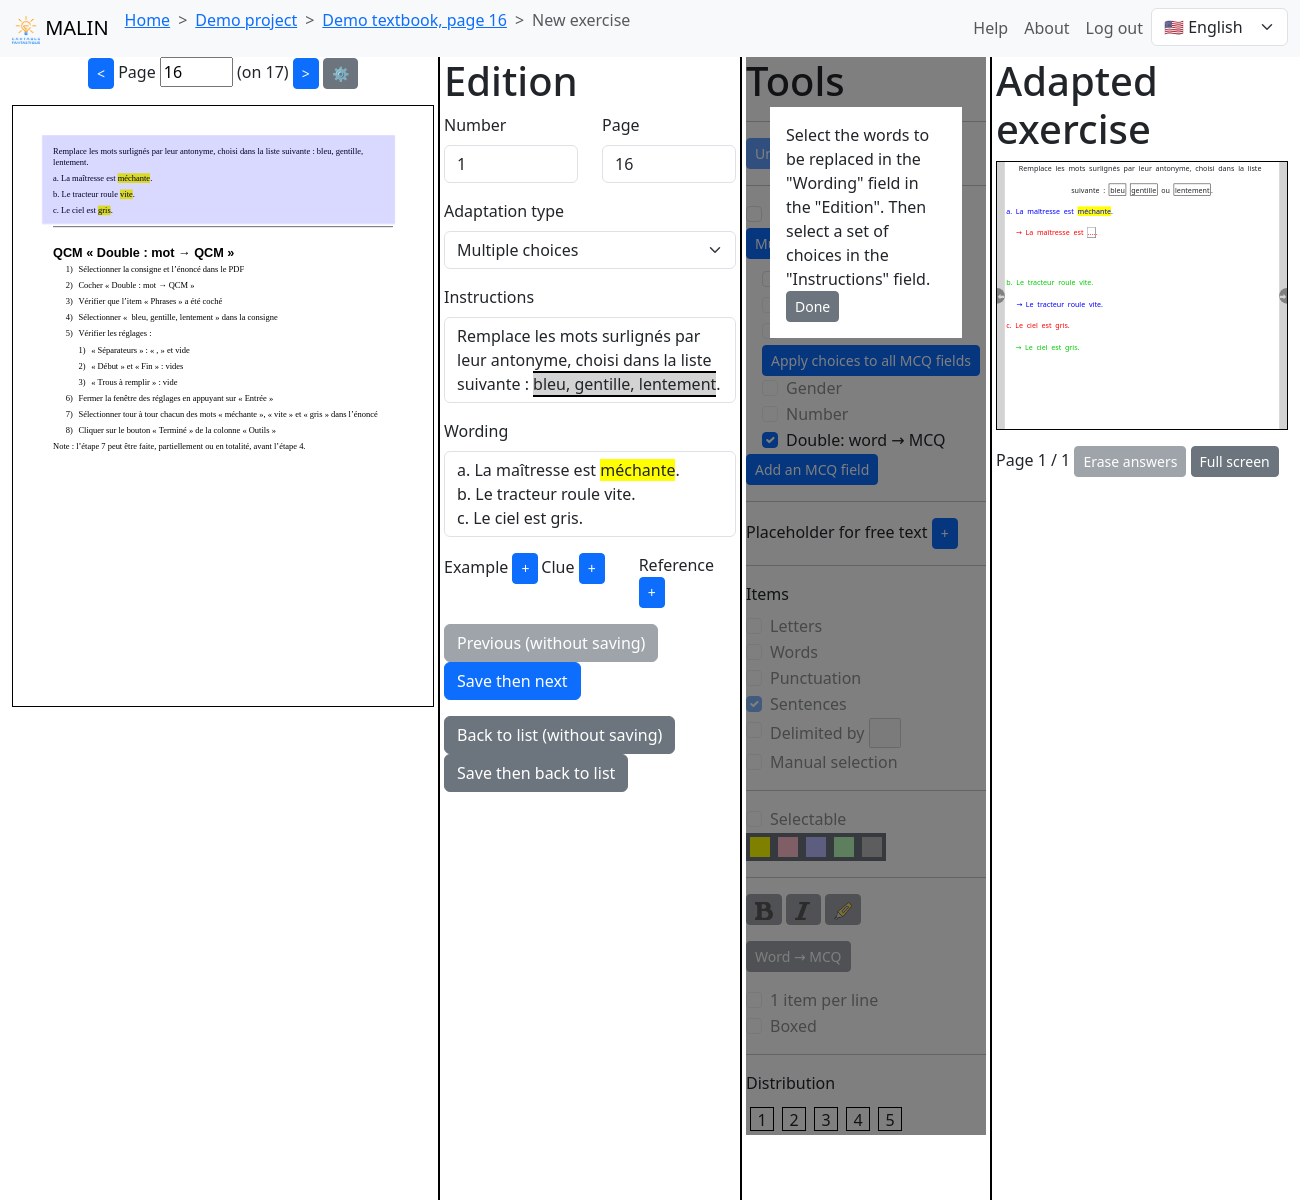 MALIN
Home > Demo project > Demo textbook, page 16 > New exercise
Help About Log out 🇺🇸 English
< Page 16 (on 17) > ⚙️
Remplace les mots surlignés par leur antonyme, choisi dans la liste suivante : bleu, gentille,
lentement.
a. La maîtresse est méchante.
b. Le tracteur roule vite.
c. Le ciel est gris.
QCM « Double : mot → QCM »
1) Sélectionner la consigne et l’énoncé dans le PDF
2) Cocher « Double : mot → QCM »
3) Vérifier que l’item « Phrases » a été coché
4) Sélectionner « bleu, gentille, lentement » dans la consigne
5) Vérifier les réglages :
1) « Séparateurs » : « , » et vide
2) « Début » et « Fin » : vides
3) « Trous à remplir » : vide
6) Fermer la fenêtre des réglages en appuyant sur « Entrée »
7) Sélectionner tour à tour chacun des mots « méchante », « vite » et « gris » dans l’énoncé
8) Cliquer sur le bouton « Terminé » de la colonne « Outils »
Note : l’étape 7 peut être faite, partiellement ou en totalité, avant l’étape 4.
Edition
Number Page
1 16
Adaptation type
Multiple choices
Instructions
Remplace les mots surlignés par
leur antonyme, choisi dans la liste
suivante : bleu, gentille, lentement.
Wording
a. La maîtresse est méchante.
b. Le tracteur roule vite.
c. Le ciel est gris.
Example + Clue + Reference
+
Previous (without saving)
Save then next
Back to list (without saving)
Save then back to list
Tools
Select the words to
be replaced in the
"Wording" field in
the "Edition". Then
select a set of
choices in the
"Instructions" field.
Done
Apply choices to all MCQ fields
Gender
Number
Double: word → MCQ
Add an MCQ field
Placeholder for free text +
Items
Letters
Words
Punctuation
Sentences
Delimited by
Manual selection
Selectable
B I
Word → MCQ
1 item per line
Boxed
Distribution
1 2 3 4 5
Adapted
exercise
Remplace les mots surlignés par leur antonyme, choisi dans la liste
suivante : bleu gentille ou lentement.
a. La maîtresse est méchante.
→ La maîtresse est ....
b. Le tracteur roule vite.
→ Le tracteur roule vite.
c. Le ciel est gris.
→ Le ciel est gris.
Page 1 / 1 Erase answers Full screen